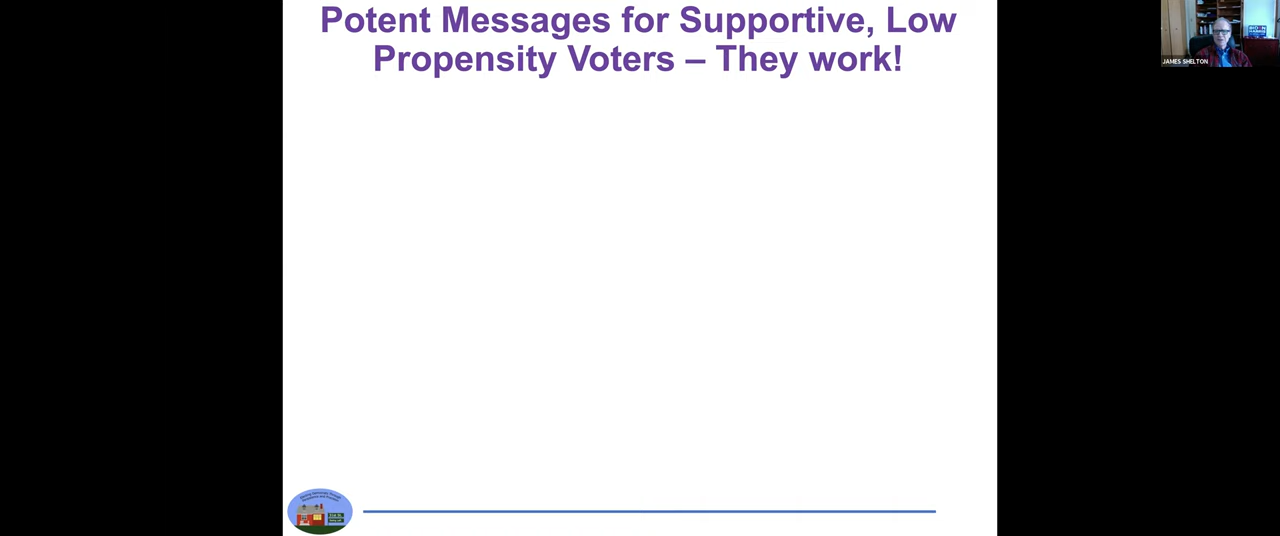 Potent Messages for Supportive, Low
Propensity Voters – They work!
JAMES SHELTON